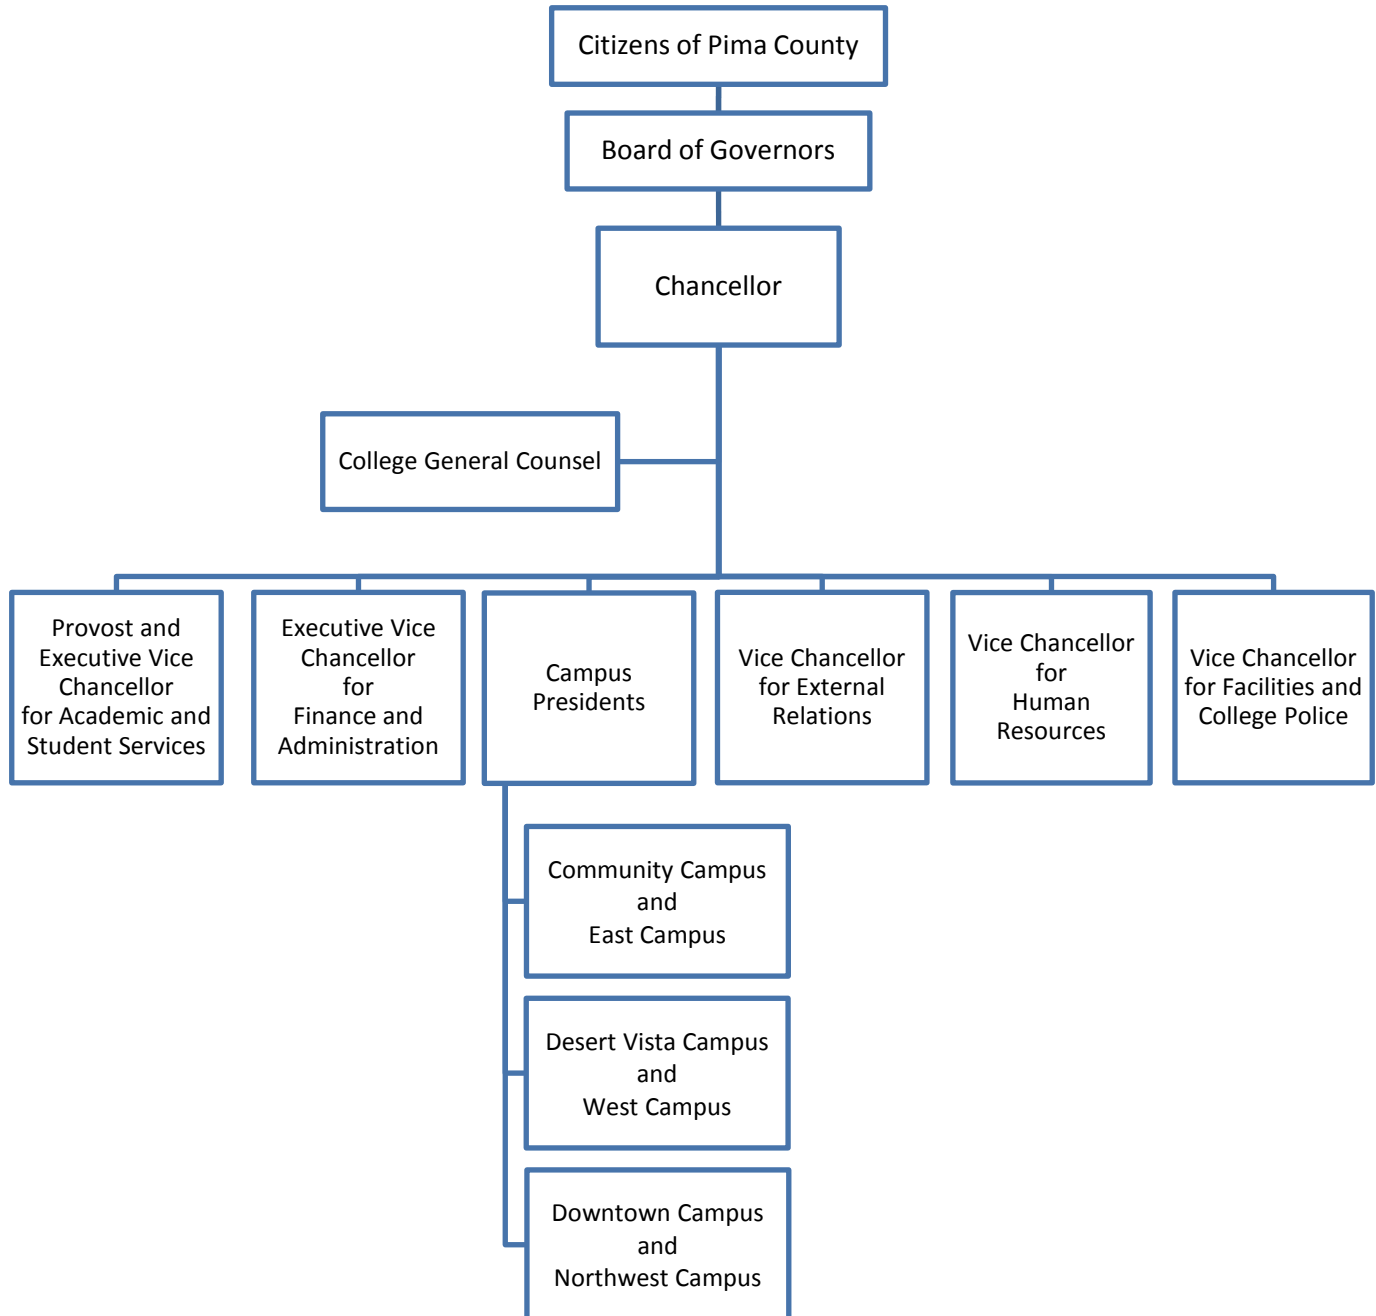 Citizens of Pima County
Board of Governors
Chancellor
College General Counsel
Provost and
Executive Vice
Chancellor
for Academic and
Student Services
Executive Vice
Chancellor
for
Finance and
Administration
Campus
Presidents
Vice Chancellor
for External
Relations
Vice Chancellor
for
Human
Resources
Vice Chancellor
for Facilities and
College Police
Community Campus
and
East Campus
Desert Vista Campus
and
West Campus
Downtown Campus
and
Northwest Campus